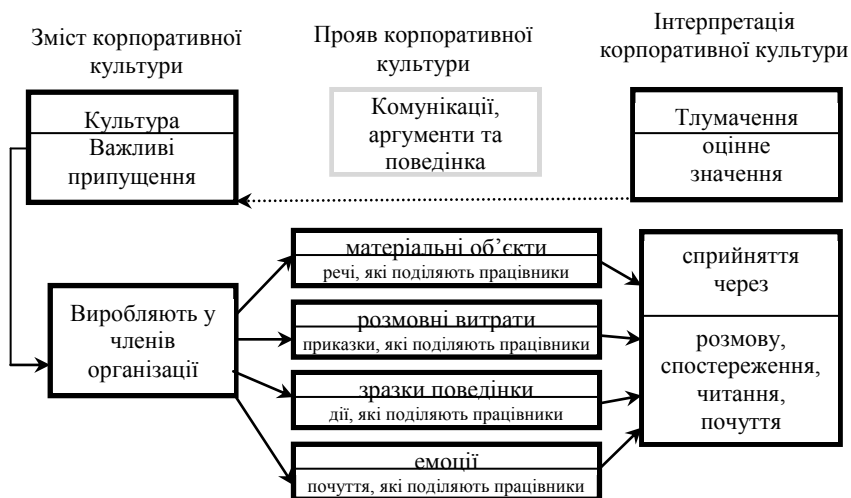 Зміст корпоративної
культури
Прояв корпоративної
культури
Інтерпретація
корпоративної культури
Культура
Важливі
припущення
Комунікації,
аргументи та
поведінка
Тлумачення
оцінне
значення
Виробляють у
членів
організації
матеріальні об’єкти
речі, які поділяють працівники
розмовні витрати
приказки, які поділяють працівники
зразки поведінки
дії, які поділяють працівники
емоції
почуття, які поділяють працівники
сприйняття
через
розмову,
спостереження,
читання,
почуття